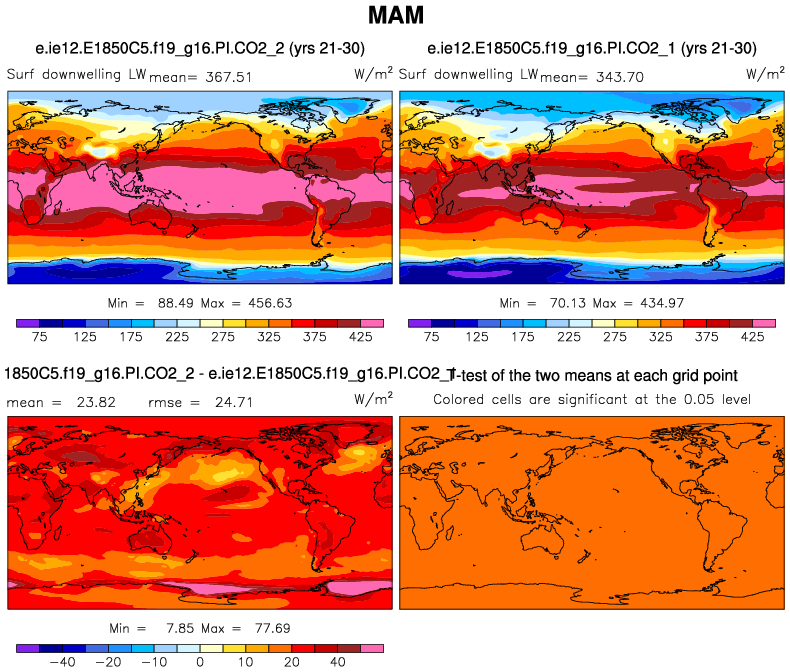 MAM
e.ie12.E1850C5.f19_g16.PI.CO2_2 (yrs 21-30)
Surf downwelling LW mean= 367.51 W/m²
Min = 88.49 Max = 456.63
75 125 175 225 275 325 375 425
e.ie12.E1850C5.f19_g16.PI.CO2_1 (yrs 21-30)
Surf downwelling LW mean= 343.70 W/m²
Min = 70.13 Max = 434.97
75 125 175 225 275 325 375 425
1850C5.f19_g16.PI.CO2_2 - e.ie12.E1850C5.f19_g16.PI.CO2_1
mean = 23.82 rmse = 24.71 W/m²
Min = 7.85 Max = 77.69
−40 −20 −10 0 10 20 40
T-test of the two means at each grid point
Colored cells are significant at the 0.05 level